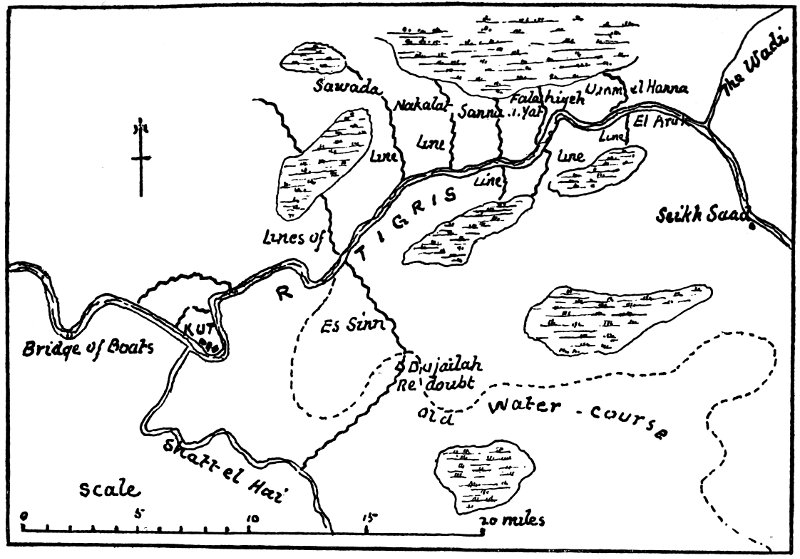 The Wadi
Sawada
Nakalat
Sanna-i-Yat
Falahiyeh
Umm el Hanna
El Aruk
Line
Line
Line
Line
Line
Seikh Saad
R TIGRIS
Lines of
Es Sinn
KUT
Bridge of Boats
Dujailah
Redoubt
Old Water-course
Shatt-el Hai
Scale
0 5 10 15 20 miles
N